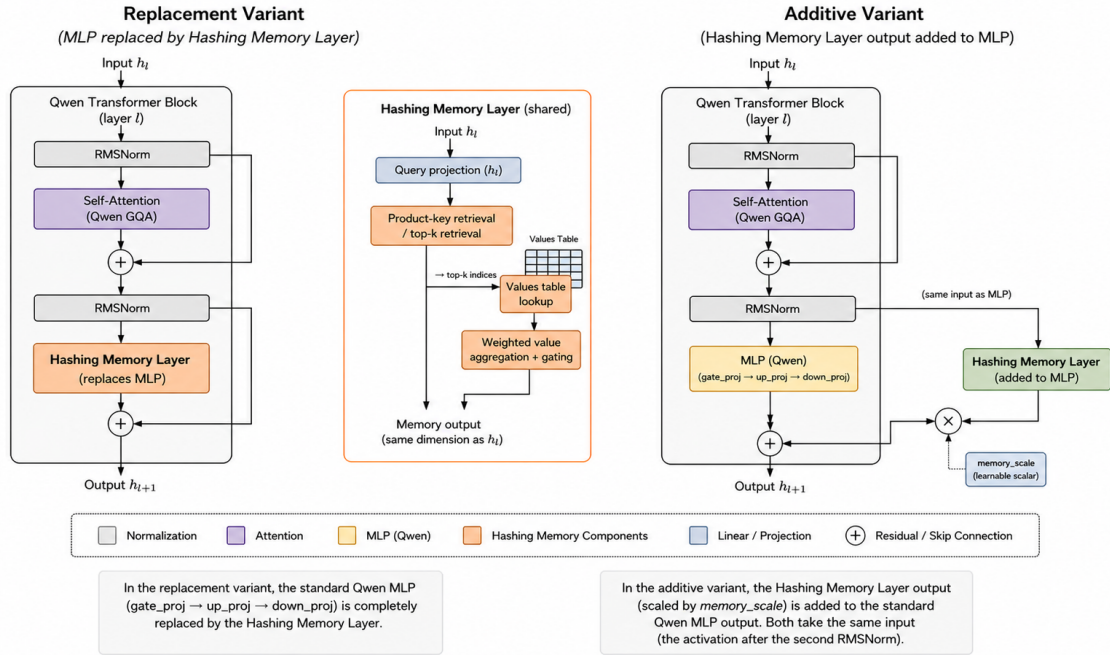 Replacement Variant
(MLP replaced by Hashing Memory Layer)
Input hₗ
Qwen Transformer Block
(layer l)
RMSNorm
Self-Attention
(Qwen GQA)
+
RMSNorm
Hashing Memory Layer
(replaces MLP)
+
Output hₗ₊₁
Hashing Memory Layer (shared)
Input hₗ
Query projection (hₗ)
Product-key retrieval
/ top-k retrieval
Values Table
→ top-k indices
Values table
lookup
Weighted value
aggregation + gating
Memory output
(same dimension as hₗ)
Additive Variant
(Hashing Memory Layer output added to MLP)
Input hₗ
Qwen Transformer Block
(layer l)
RMSNorm
Self-Attention
(Qwen GQA)
+
RMSNorm
(same input as MLP)
MLP (Qwen)
(gate_proj → up_proj → down_proj)
Hashing Memory Layer
(added to MLP)
×
+
memory_scale
(learnable scalar)
Output hₗ₊₁
Normalization
Attention
MLP (Qwen)
Hashing Memory Components
Linear / Projection
+ Residual / Skip Connection
In the replacement variant, the standard Qwen MLP
(gate_proj → up_proj → down_proj) is completely
replaced by the Hashing Memory Layer.
In the additive variant, the Hashing Memory Layer output
(scaled by memory_scale) is added to the standard
Qwen MLP output. Both take the same input
(the activation after the second RMSNorm).